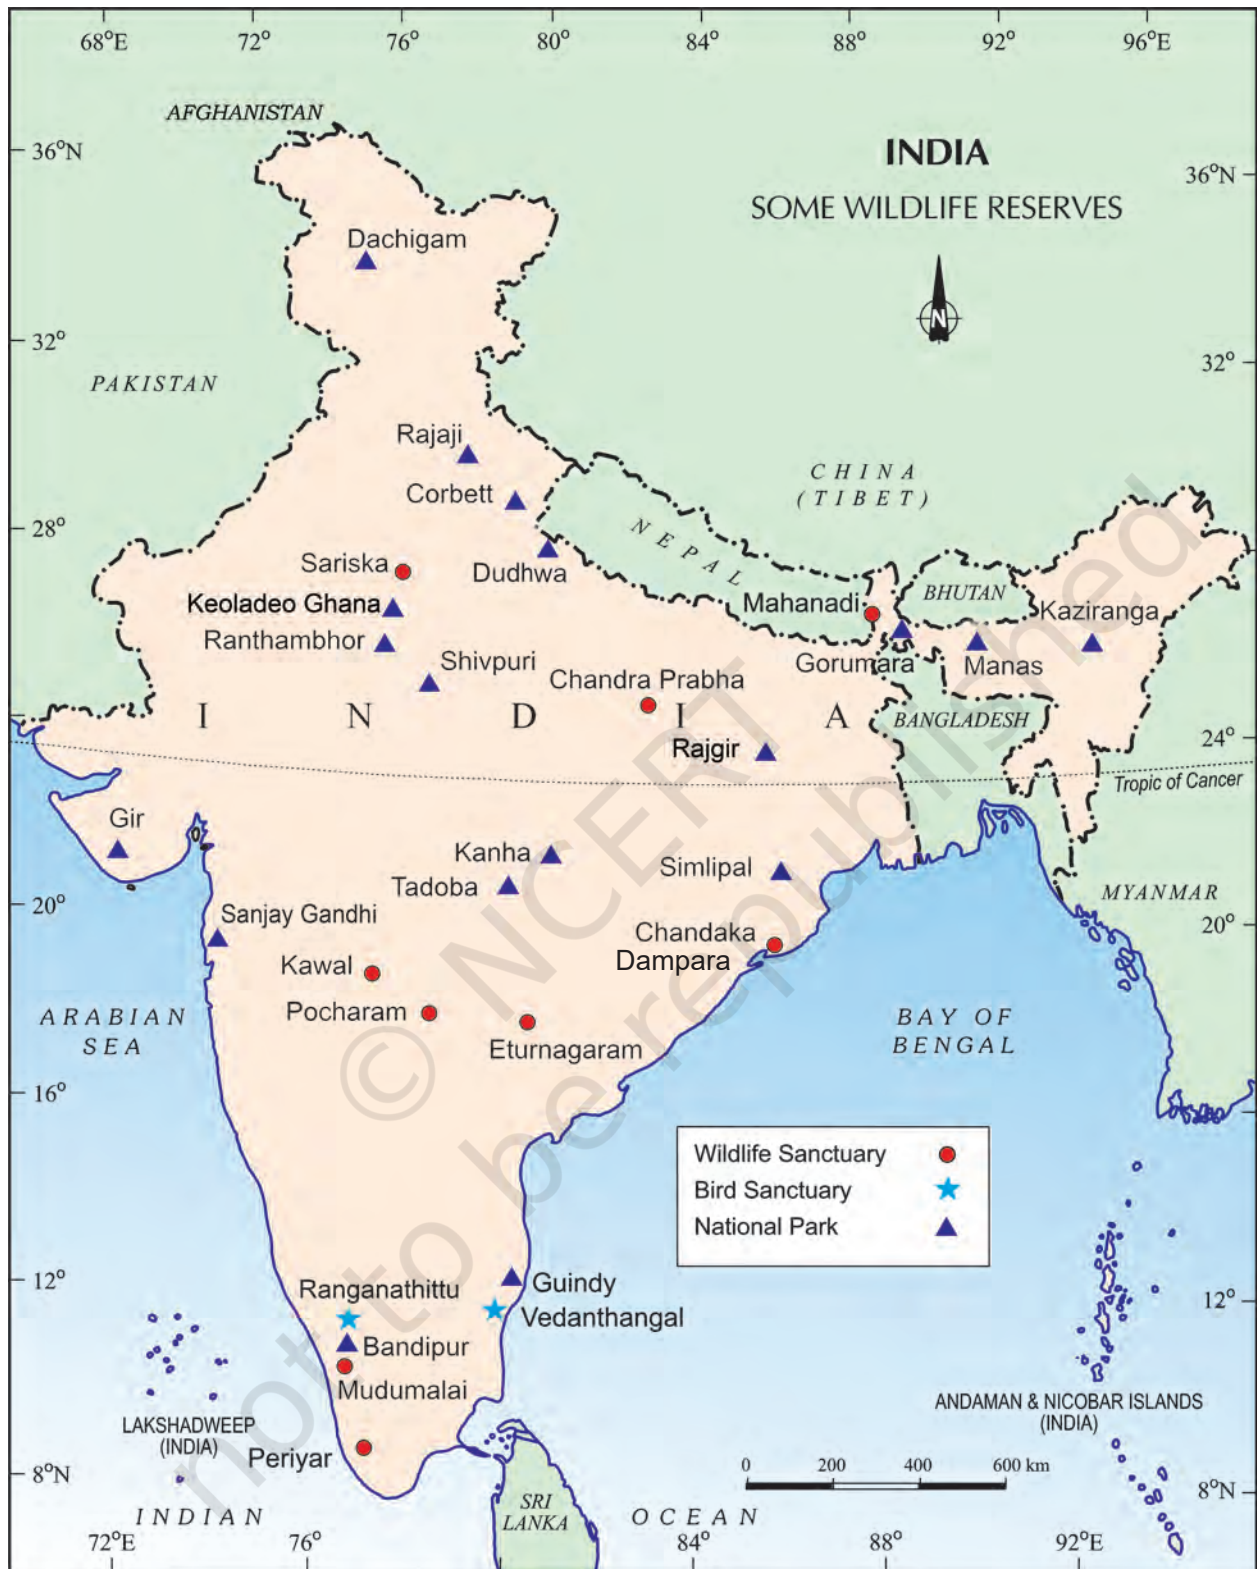 68°E 72° 76° 80° 84° 88° 92° 96°E
AFGHANISTAN
36°N
INDIA
36°N
SOME WILDLIFE RESERVES
Dachigam
N
32°
32°
PAKISTAN
Rajaji
CHINA
(TIBET)
Corbett
28°
NEPAL
Sariska
Dudhwa
BHUTAN
Keoladeo Ghana
Mahanadi
Kaziranga
Ranthambhor
Shivpuri
Gorumara
Manas
Chandra Prabha
I N D I A
BANGLADESH
Rajgir
24°
Tropic of Cancer
Gir
Kanha
Simlipal
Tadoba
MYANMAR
20°
Sanjay Gandhi
20°
Chandaka
Dampara
Kawal
Pocharam
ARABIAN
SEA
BAY OF
BENGAL
Eturnagaram
16°
Wildlife Sanctuary
Bird Sanctuary
National Park
12°
Ranganathittu
Guindy
12°
Vedanthangal
Bandipur
Mudumalai
ANDAMAN & NICOBAR ISLANDS
(INDIA)
LAKSHADWEEP
(INDIA)
Periyar
0 200 400 600 km
8°N
8°N
SRI
LANKA
INDIAN OCEAN
72°E 76° 84° 88° 92°E
© NCERT
not to be republished